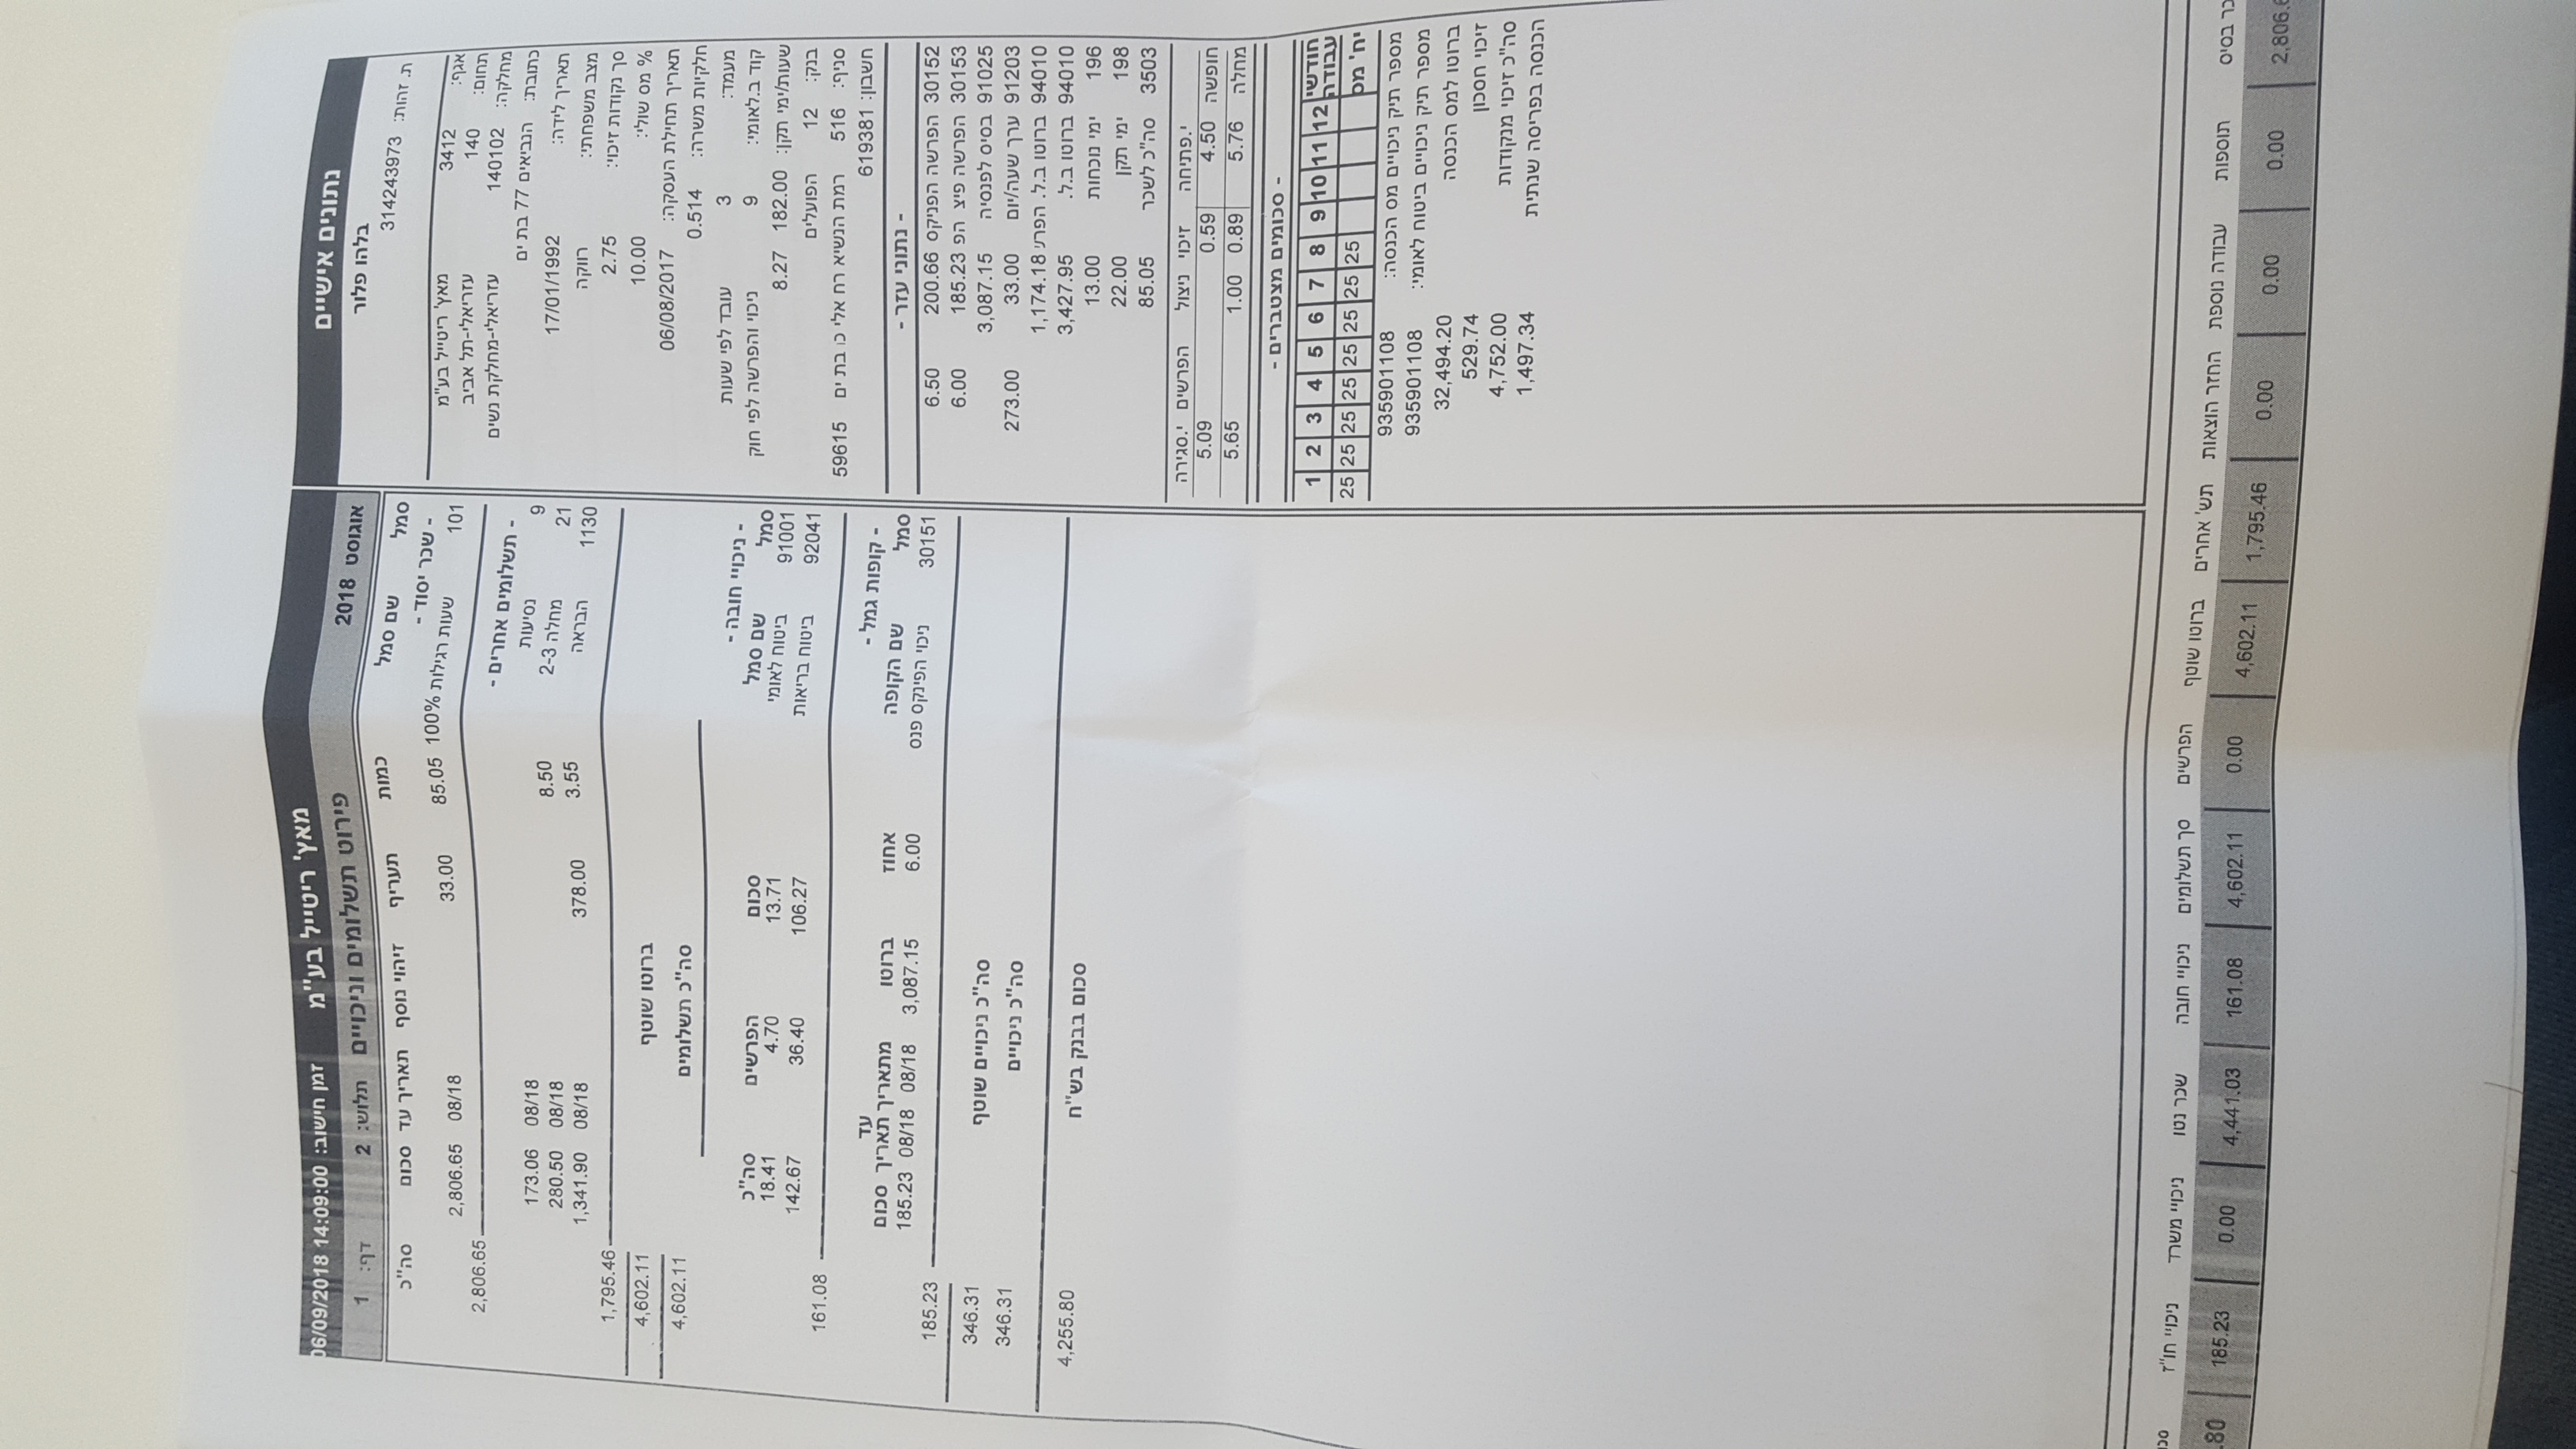 נתונים אישיים
בלהו פלור
ת. זהות: 314243973
אגף: 3412 מאץ' ריטייל בע"מ
תחום: 140 עזריאלי-תל אביב
מחלקה: 140102 עזריאלי-מחלקת נשים
כתובת: הנביאים 77 בת ים
תאריך לידה: 17/01/1992
מצב משפחתי: רווקה
סך נקודות זיכוי: 2.75
% מס שולי: 10.00
תאריך תחילת העסקה: 06/08/2017
חלקיות משרה: 0.514
מעמד: 3 עובד לפי שעות
קוד ב.לאומי: 9 ניכוי והפרשה לפי חוק
שעות/ימי תקן: 182.00 8.27
בנק: 12 הפועלים
סניף: 516 רמת הנשיא רח אלי כו בת ים 59615
חשבון: 619381
- נתוני עזר -
30152 הפרשה הפניקס 200.66 6.50
30153 הפרשה פיצ הפ 185.23 6.00
91025 בסיס לפנסיה 3,087.15
91203 ערך שעה/יום 33.00 273.00
94010 ברוטו ב.ל. הפרש 1,174.18
94010 ברוטו ב.ל. 3,427.95
196 ימי נוכחות 13.00
198 ימי תקן 22.00
3503 סה"כ לשכר 85.05
י.פתיחה זיכוי ניצול הפרשים י.סגירה
חופשה 4.50 0.59 5.09
מחלה 5.76 0.89 1.00 5.65
- סכומים מצטברים -
חודשי עבודה 12 11 10 9 8 7 6 5 4 3 2 1
יח' מס 25 25 25 25 25 25 25 25
מספר תיק ניכויים מס הכנסה: 935901108
מספר תיק ניכויים ביטוח לאומי: 935901108
ברוטו למס הכנסה 32,494.20
זיכוי חסכון 529.74
סה"כ זיכוי מנקודות 4,752.00
הכנסה בפריסה שנתית 1,497.34
מאץ' ריטייל בע"מ זמן חישוב: 06/09/2018 14:09:00
אוגוסט 2018 פירוט תשלומים וניכויים תלוש: 2 דף: 1
סמל שם סמל כמות תעריף זיהוי נוסף תאריך עד סכום סה"כ
- שכר יסוד -
101 שעות רגילות 100% 85.05 33.00 08/18 2,806.65
2,806.65
- תשלומים אחרים -
9 נסיעות 08/18 173.06
21 מחלה 2-3 8.50 08/18 280.50
1130 הבראה 3.55 378.00 08/18 1,341.90
1,795.46
ברוטו שוטף 4,602.11
סה"כ תשלומים 4,602.11
- ניכויי חובה -
סמל שם סמל סכום הפרשים סה"כ
91001 ביטוח לאומי 13.71 4.70 18.41
92041 ביטוח בריאות 106.27 36.40 142.67
161.08
- קופות גמל -
סמל שם הקופה אחוז ברוטו מתאריך עד תאריך סכום
30151 ניכוי הפינקס פנס 6.00 3,087.15 08/18 08/18 185.23
185.23
סה"כ ניכויים שוטף 346.31
סה"כ ניכויים 346.31
סכום בבנק בש"ח 4,255.80
כר בסיס תוספות עבודה נוספת החזר הוצאות תש' אחרים ברוטו שוטף הפרשים סך תשלומים ניכויי חובה שכר נטו ניכויי משרד ניכויי חו"ז סכ
2,806.6 0.00 0.00 0.00 1,795.46 4,602.11 0.00 4,602.11 161.08 4,441.03 0.00 185.23 .80